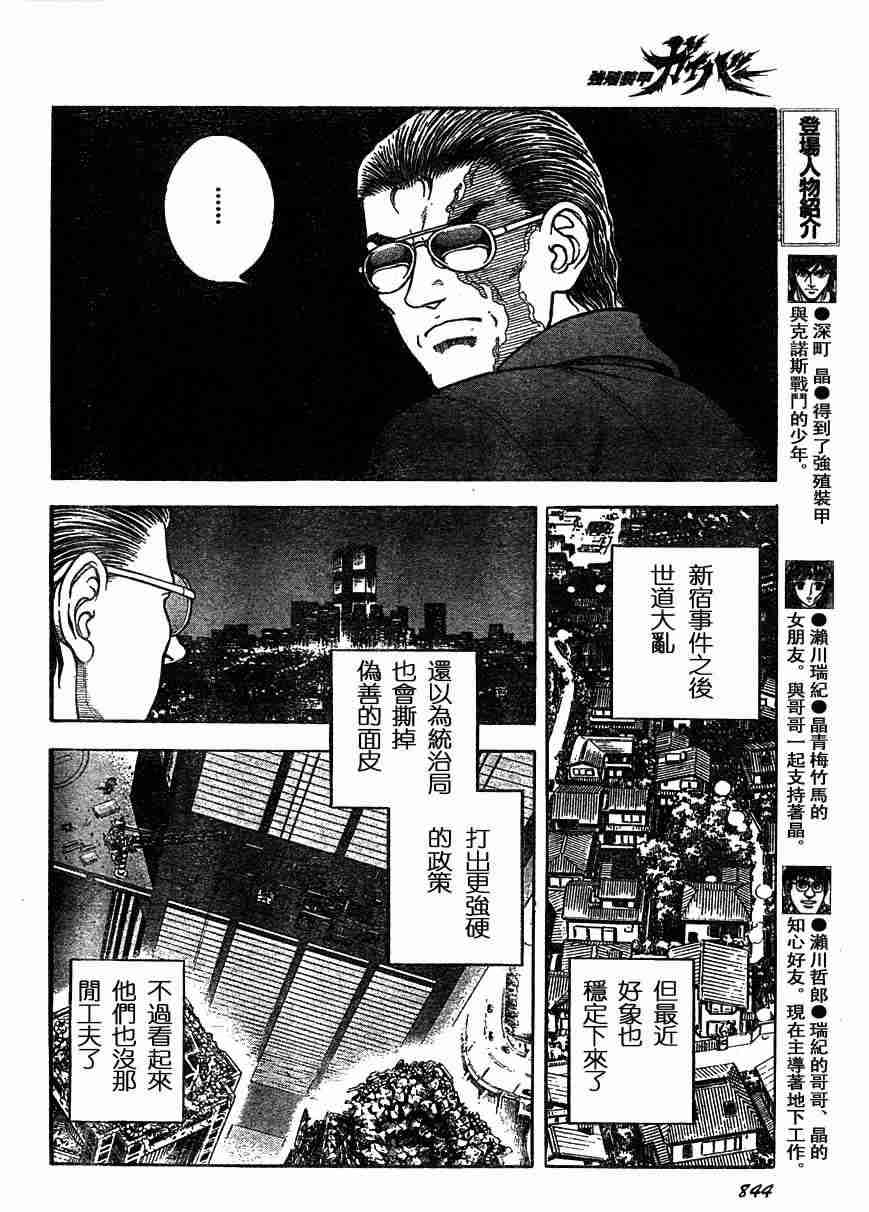 強殖裝甲ガイバー
登場人物紹介
●深町 晶●得到了強殖裝甲
與克諾斯戰鬥的少年。
●瀨川瑞紀●晶青梅竹馬的
女朋友。與哥哥一起支持著晶。
●瀨川哲郎●瑞紀的哥哥、晶的
知心好友。現在主導著地下工作。
……
新宿事件之後
世道大亂
但最近
好象也
穩定下來了
還以為統治局
也會撕掉
偽善的面皮
打出更強硬
的政策
不過看起來
他們也沒那
閒工夫了
844